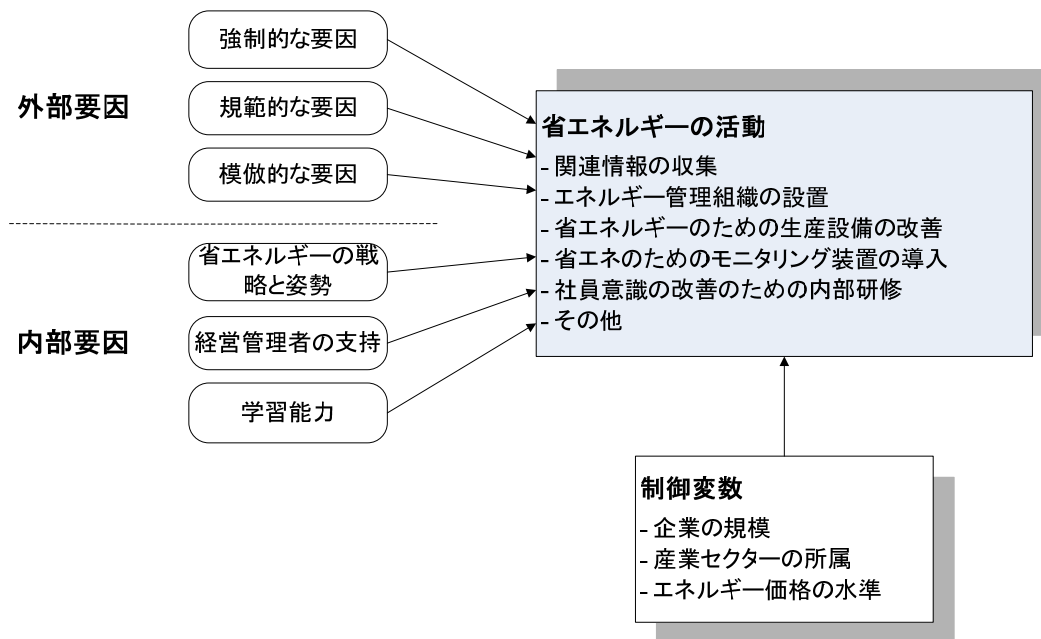 外部要因
強制的な要因
規範的な要因
模倣的な要因
内部要因
省エネルギーの戦
略と姿勢
経営管理者の支持
学習能力
省エネルギーの活動
- 関連情報の収集
- エネルギー管理組織の設置
- 省エネルギーのための生産設備の改善
- 省エネのためのモニタリング装置の導入
- 社員意識の改善のための内部研修
- その他
制御変数
- 企業の規模
- 産業セクターの所属
- エネルギー価格の水準